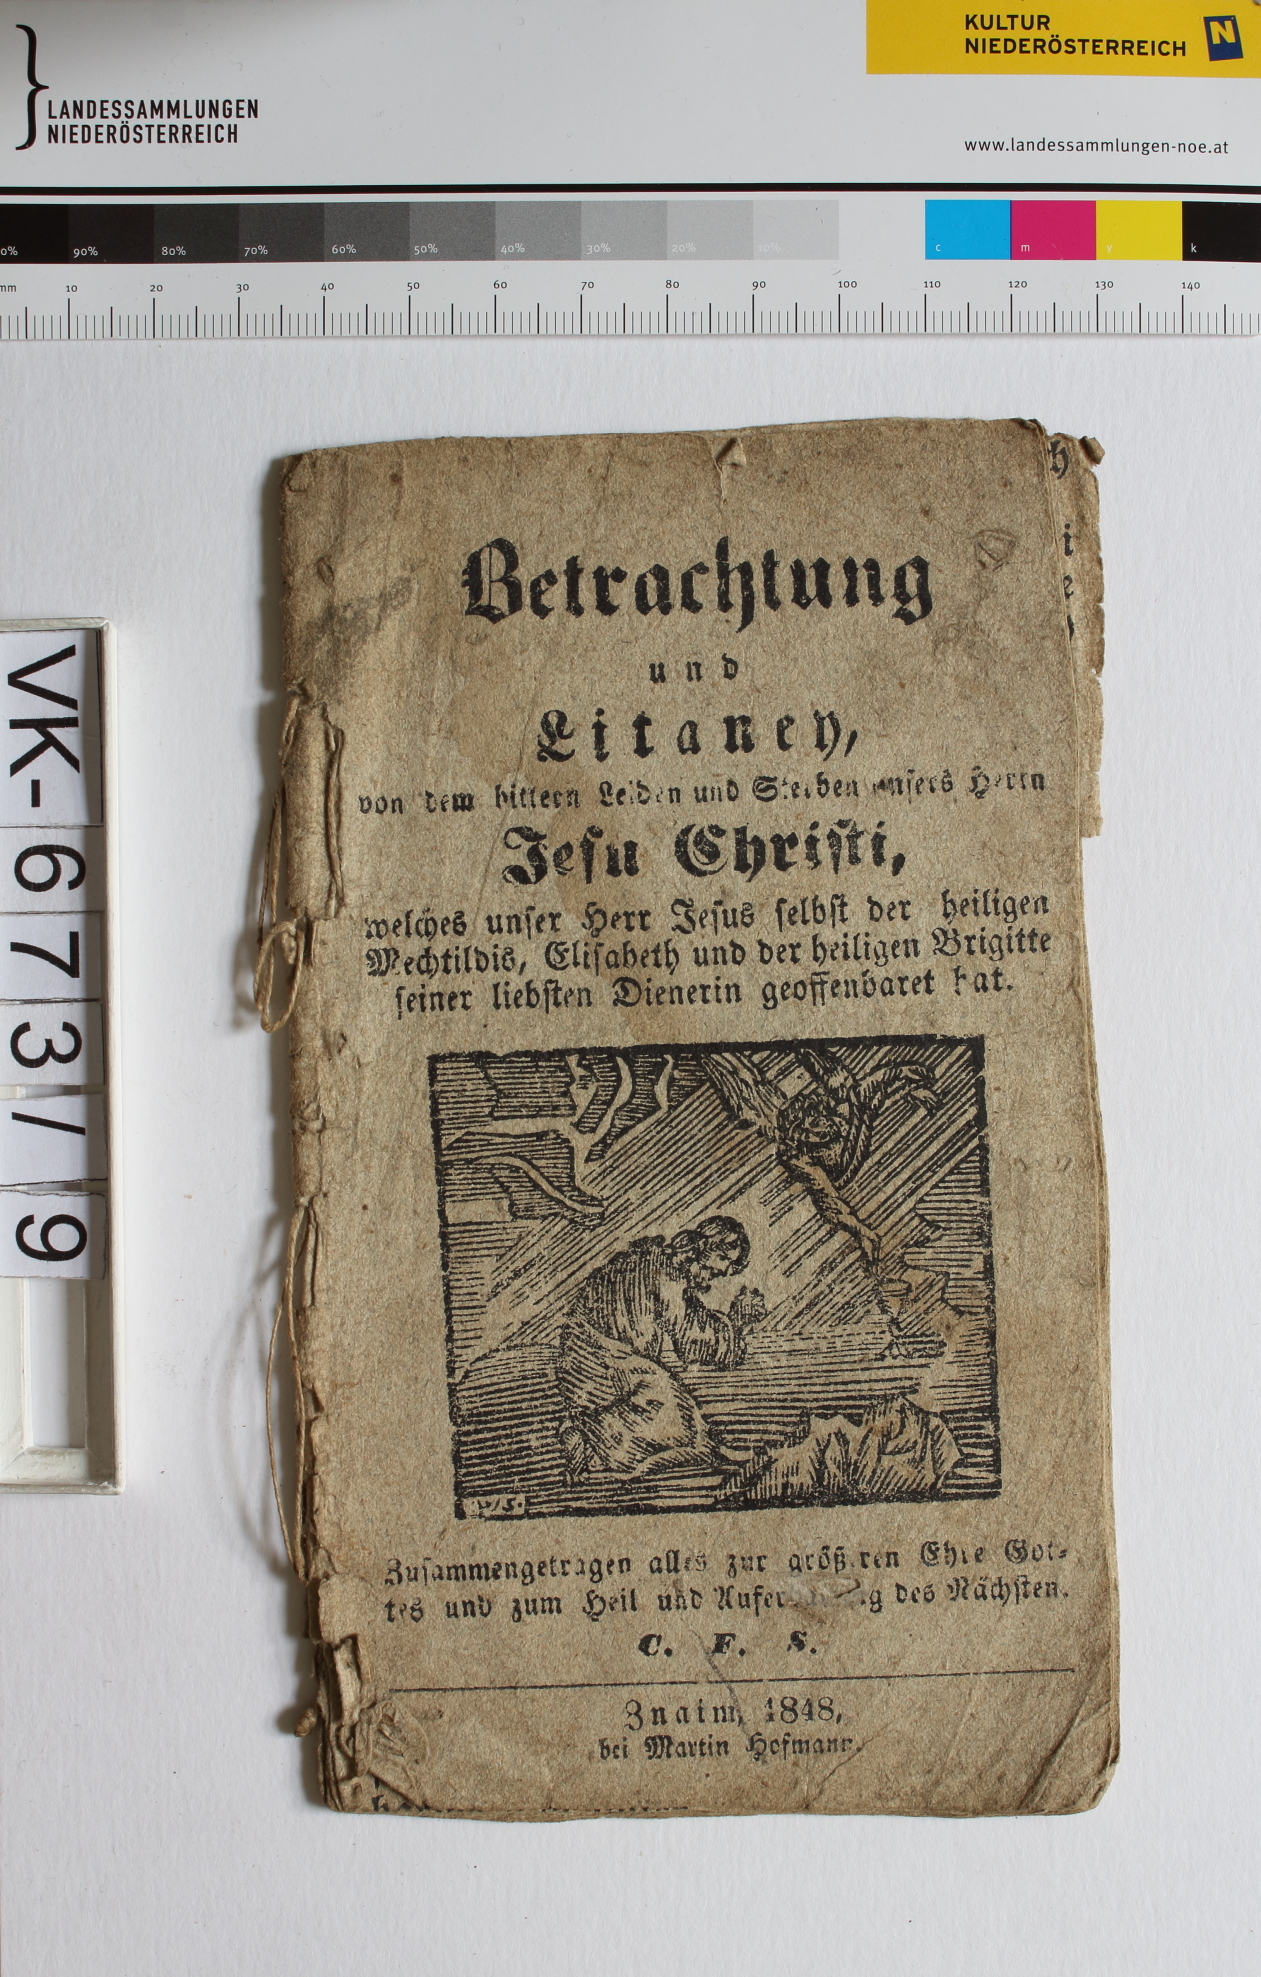 KULTUR
NIEDERÖSTERREICH
N
LANDESSAMMLUNGEN
NIEDERÖSTERREICH
www.landessammlungen-noe.at
0% 90% 80% 70% 60% 50% 40% 30% 20% 10% c m y k
mm 10 20 30 40 50 60 70 80 90 100 110 120 130 140
VK-673/9
Betrachtung
und
Litaney,
von dem bittern Leiden und Sterben unsers Herrn
Jesu Christi,
welches unser Herr Jesus selbst der heiligen
Mechtildis, Elisabeth und der heiligen Brigitte
seiner liebsten Dienerin geoffenbaret hat.
Zusammengetragen alles zur größeren Ehre Got-
tes und zum Heil und des Nächsten.
C. F. S.
Znaim, 1848,
bei Martin Hofmann.